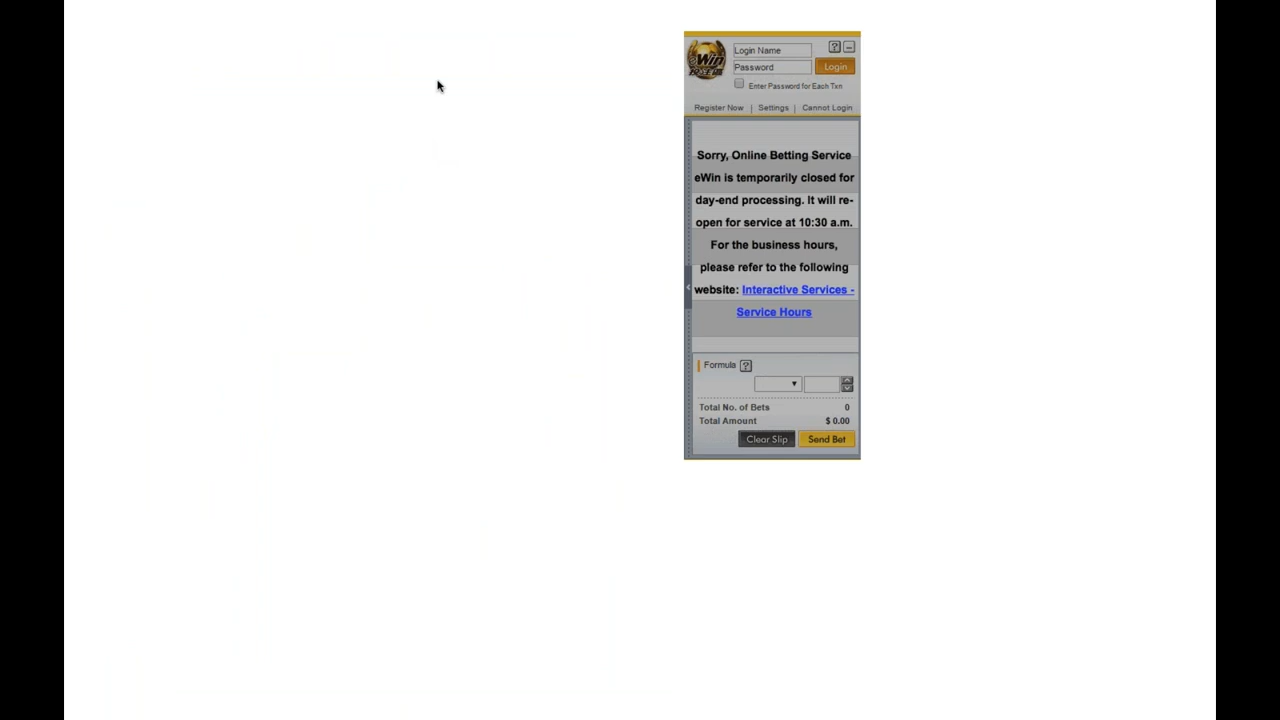 eWin
Login Name
?
Password
Login
Enter Password for Each Txn
Register Now | Settings | Cannot Login
Sorry, Online Betting Service
eWin is temporarily closed for
day-end processing. It will re-
open for service at 10:30 a.m.
For the business hours,
please refer to the following
website: Interactive Services -
Service Hours
Formula ?
Total No. of Bets 0
Total Amount $ 0.00
Clear Slip Send Bet